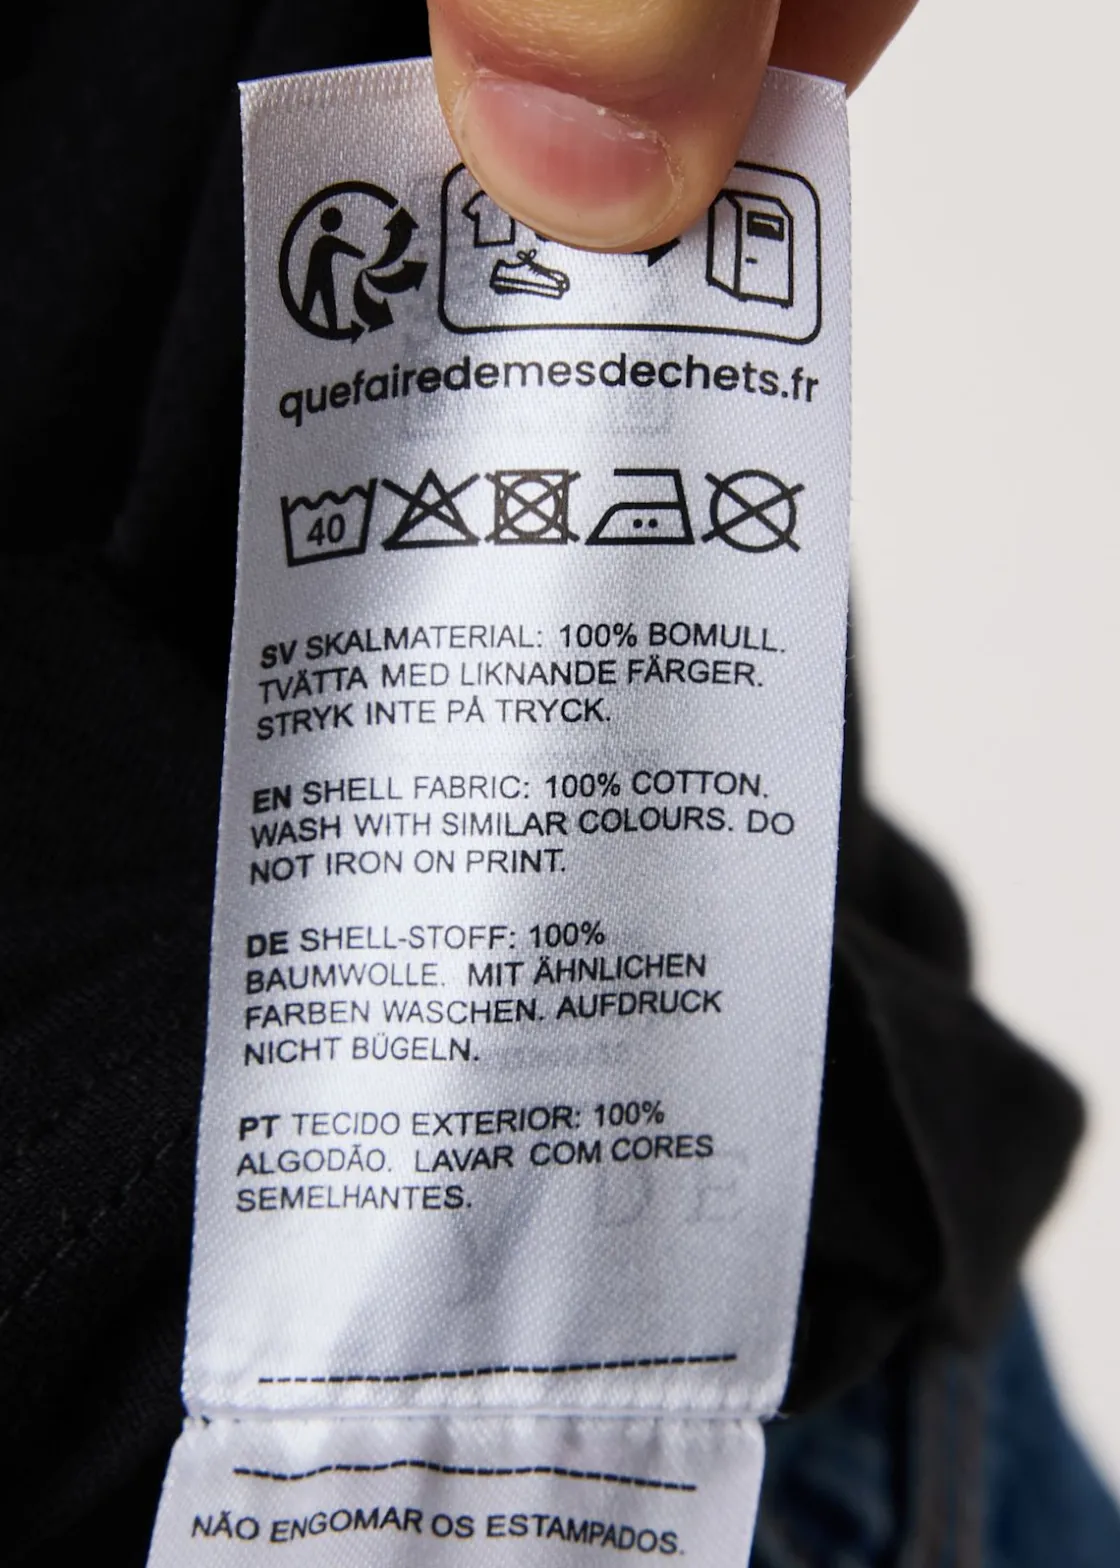 quefairedemesdechets.fr
40
SV SKALMATERIAL: 100% BOMULL.
TVÄTTA MED LIKNANDE FÄRGER.
STRYK INTE PÅ TRYCK.
EN SHELL FABRIC: 100% COTTON.
WASH WITH SIMILAR COLOURS. DO
NOT IRON ON PRINT.
DE SHELL-STOFF: 100%
BAUMWOLLE. MIT ÄHNLICHEN
FARBEN WASCHEN. AUFDRUCK
NICHT BÜGELN.
PT TECIDO EXTERIOR: 100%
ALGODÃO. LAVAR COM CORES
SEMELHANTES.
NÃO ENGOMAR OS ESTAMPADOS.